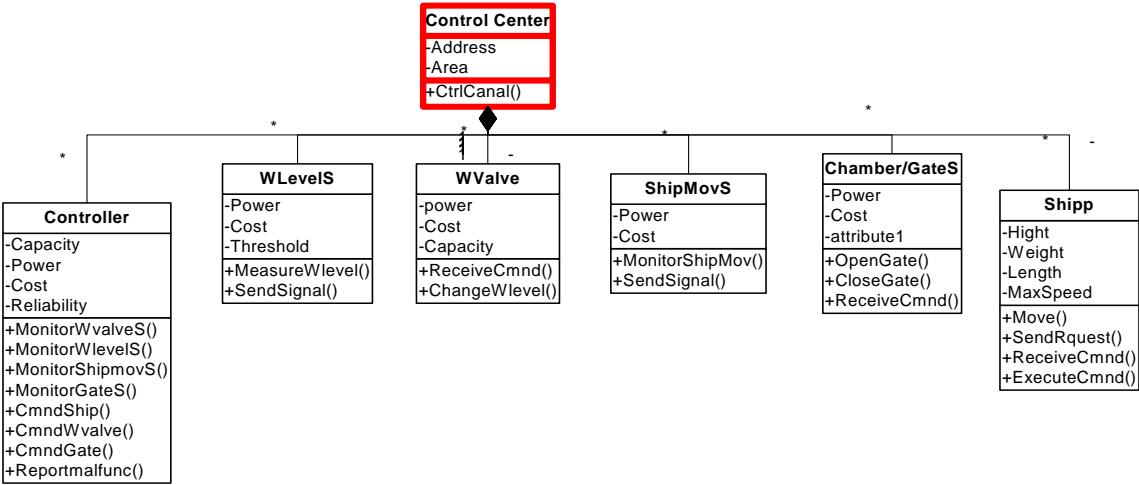 Control Center
-Address
-Area
+CtrlCanal()
*
*
*
-
*
*
*
-
Controller
-Capacity
-Power
-Cost
-Reliability
+MonitorWvalveS()
+MonitorWlevelS()
+MonitorShipmovS()
+MonitorGateS()
+CmndShip()
+CmndWvalve()
+CmndGate()
+Reportmalfunc()
WLevelS
-Power
-Cost
-Threshold
+MeasureWlevel()
+SendSignal()
WValve
-power
-Cost
-Capacity
+ReceiveCmnd()
+ChangeWlevel()
ShipMovS
-Power
-Cost
+MonitorShipMov()
+SendSignal()
Chamber/GateS
-Power
-Cost
-attribute1
+OpenGate()
+CloseGate()
+ReceiveCmnd()
Shipp
-Hight
-Weight
-Length
-MaxSpeed
+Move()
+SendRquest()
+ReceiveCmnd()
+ExecuteCmnd()